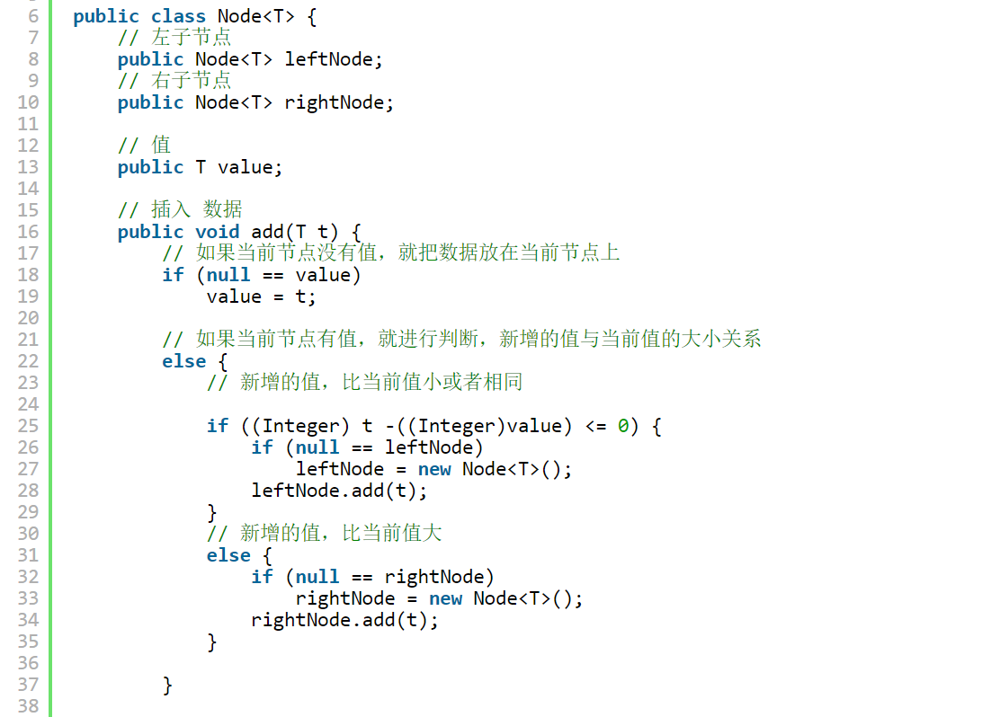 6 public class Node<T> {
7     // 左子节点
8     public Node<T> leftNode;
9     // 右子节点
10     public Node<T> rightNode;
11
12     // 值
13     public T value;
14
15     // 插入 数据
16     public void add(T t) {
17         // 如果当前节点没有值，就把数据放在当前节点上
18         if (null == value)
19             value = t;
20
21         // 如果当前节点有值，就进行判断，新增的值与当前值的大小关系
22         else {
23             // 新增的值，比当前值小或者相同
24
25             if ((Integer) t -((Integer)value) <= 0) {
26                 if (null == leftNode)
27                     leftNode = new Node<T>();
28                 leftNode.add(t);
29             }
30             // 新增的值，比当前值大
31             else {
32                 if (null == rightNode)
33                     rightNode = new Node<T>();
34                 rightNode.add(t);
35             }
36
37         }
38